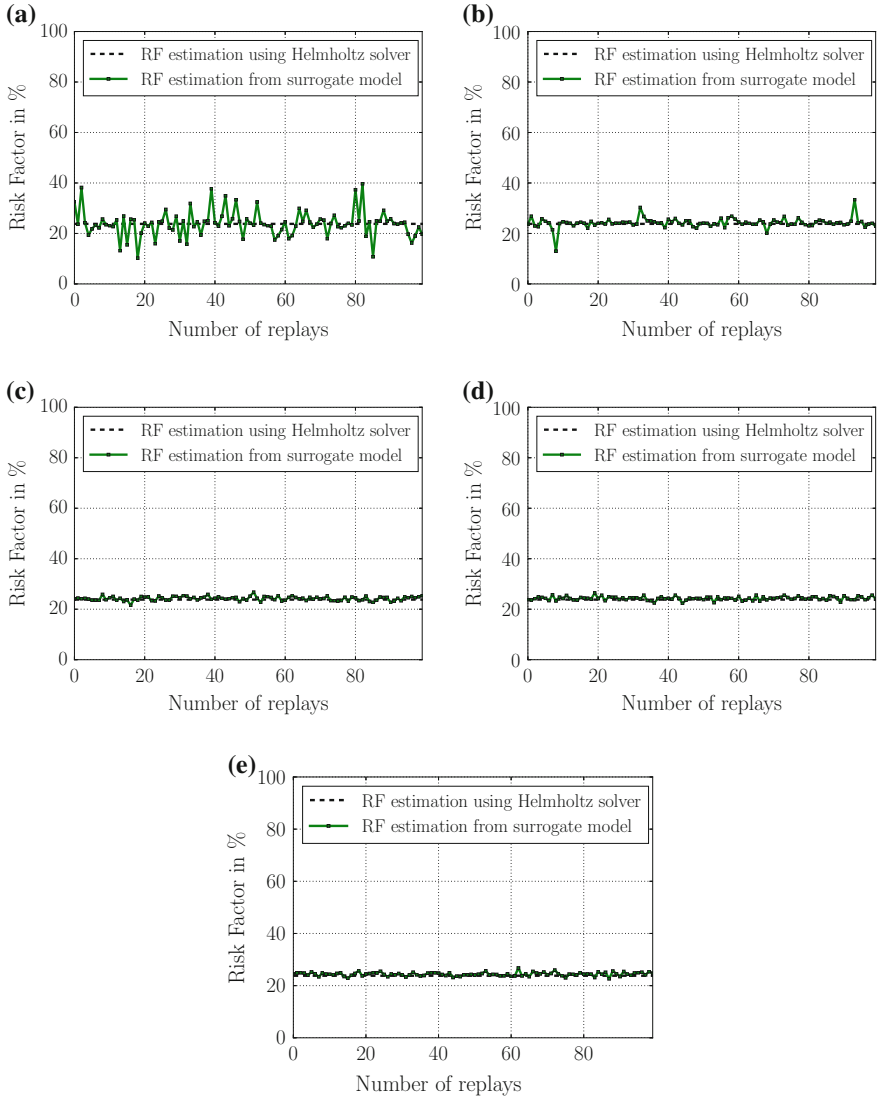 (a)
100
80
60
40
20
0
Risk Factor in %
RF estimation using Helmholtz solver
RF estimation from surrogate model
0 20 40 60 80
Number of replays
(b)
100
80
60
40
20
0
Risk Factor in %
RF estimation using Helmholtz solver
RF estimation from surrogate model
0 20 40 60 80
Number of replays
(c)
100
80
60
40
20
0
Risk Factor in %
RF estimation using Helmholtz solver
RF estimation from surrogate model
0 20 40 60 80
Number of replays
(d)
100
80
60
40
20
0
Risk Factor in %
RF estimation using Helmholtz solver
RF estimation from surrogate model
0 20 40 60 80
Number of replays
(e)
100
80
60
40
20
0
Risk Factor in %
RF estimation using Helmholtz solver
RF estimation from surrogate model
0 20 40 60 80
Number of replays